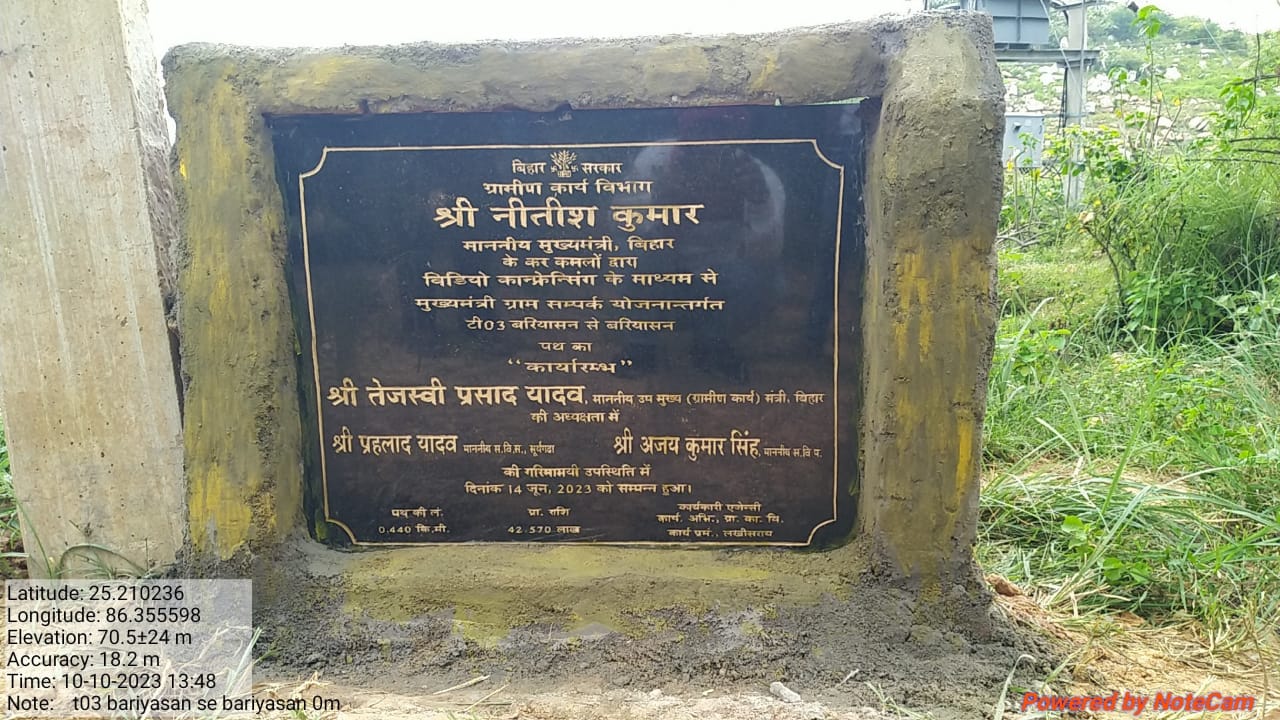 बिहार सरकार
ग्रामीण कार्य विभाग
श्री नीतीश कुमार
माननीय मुख्यमंत्री, बिहार
के कर कमलों द्वारा
विडियो कान्फ्रेन्सिंग के माध्यम से
मुख्यमंत्री ग्राम सम्पर्क योजनान्तर्गत
टी03 बरियासन से बरियासन
पथ का
“कार्यारम्भ”
श्री तेजस्वी प्रसाद यादव, माननीय उप मुख्य (ग्रामीण कार्य) मंत्री, बिहार
की अध्यक्षता में
श्री प्रहलाद यादव माननीय स.वि.स., सूर्यगढा श्री अजय कुमार सिंह, माननीय स.वि.प.
की गरिमामयी उपस्थिति में
दिनांक 14 जून, 2023 को सम्पन्न हुआ।
पथ की लं. प्रा. राशि कार्यकारी एजेन्सी
0.440 कि.मी. 42.570 लाख कार्य. अभि., ग्रा. का. वि.
कार्य प्रमं., लखीसराय
Latitude: 25.210236
Longitude: 86.355598
Elevation: 70.5±24 m
Accuracy: 18.2 m
Time: 10-10-2023 13:48
Note: t03 bariyasan se bariyasan 0m
Powered by NoteCam